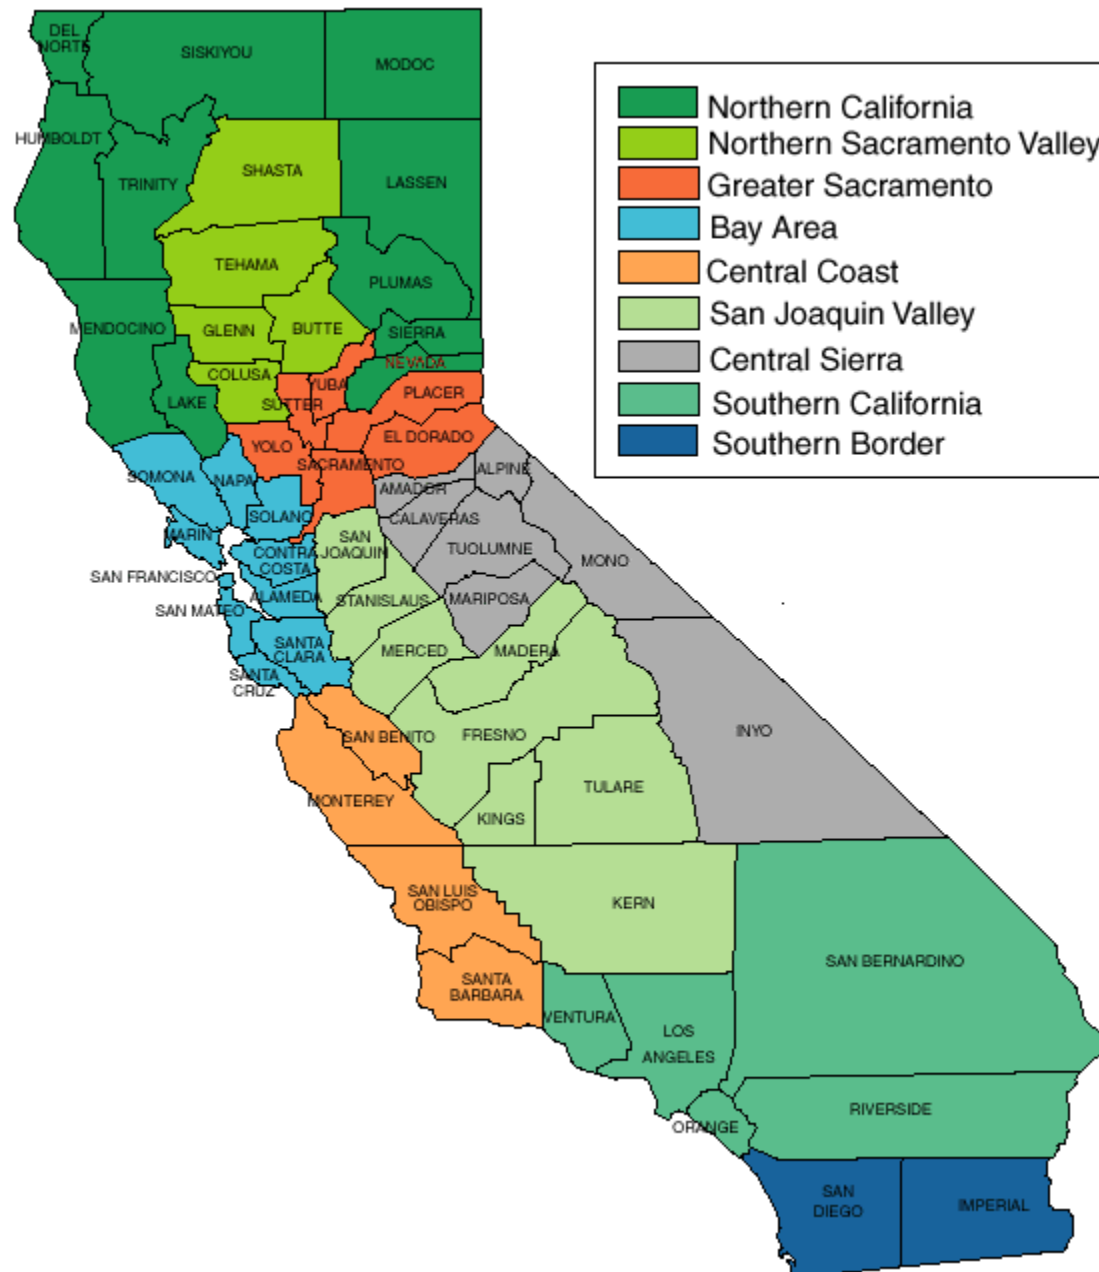 DEL
NORTE
SISKIYOU
MODOC
HUMBOLDT
TRINITY
SHASTA
LASSEN
TEHAMA
PLUMAS
MENDOCINO
GLENN
BUTTE
SIERRA
NEVADA
COLUSA
YUBA
PLACER
LAKE
SUTTER
EL DORADO
YOLO
SACRAMENTO
ALPINE
SOMONA
NAPA
AMADOR
SOLANO
CALAVERAS
MARIN
SAN
JOAQUIN
TUOLUMNE
MONO
CONTRA
COSTA
SAN FRANCISCO
ALAMEDA
STANISLAUS
MARIPOSA
SAN MATEO
SANTA
CLARA
MERCED
MADERA
SANTA
CRUZ
SAN BENITO
FRESNO
INYO
TULARE
MONTEREY
KINGS
SAN LUIS
OBISPO
KERN
SAN BERNARDINO
SANTA
BARBARA
VENTURA
LOS
ANGELES
RIVERSIDE
ORANGE
SAN
DIEGO
IMPERIAL
Northern California
Northern Sacramento Valley
Greater Sacramento
Bay Area
Central Coast
San Joaquin Valley
Central Sierra
Southern California
Southern Border